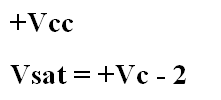 +Vcc
Vsat = +Vc - 2